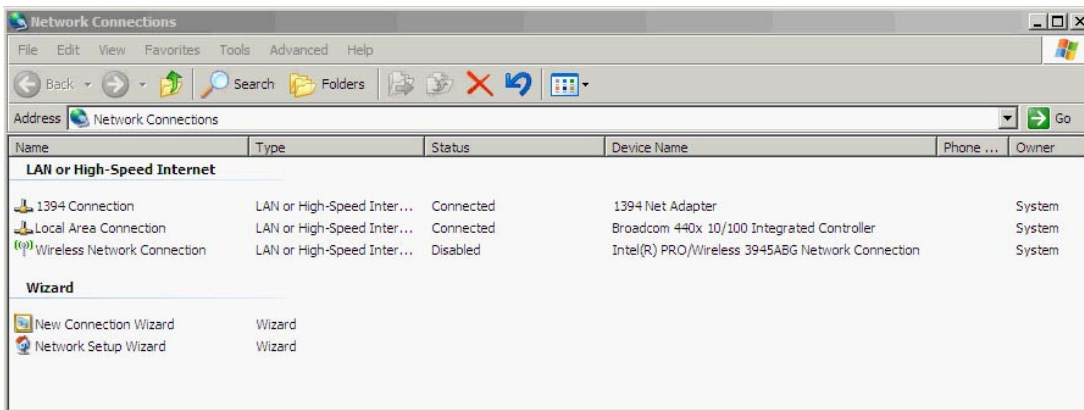 Network Connections
File Edit View Favorites Tools Advanced Help
Back Search Folders
Address Network Connections Go
Name Type Status Device Name Phone ... Owner
LAN or High-Speed Internet
1394 Connection LAN or High-Speed Inter... Connected 1394 Net Adapter System
Local Area Connection LAN or High-Speed Inter... Connected Broadcom 440x 10/100 Integrated Controller System
Wireless Network Connection LAN or High-Speed Inter... Disabled Intel(R) PRO/Wireless 3945ABG Network Connection System
Wizard
New Connection Wizard Wizard
Network Setup Wizard Wizard